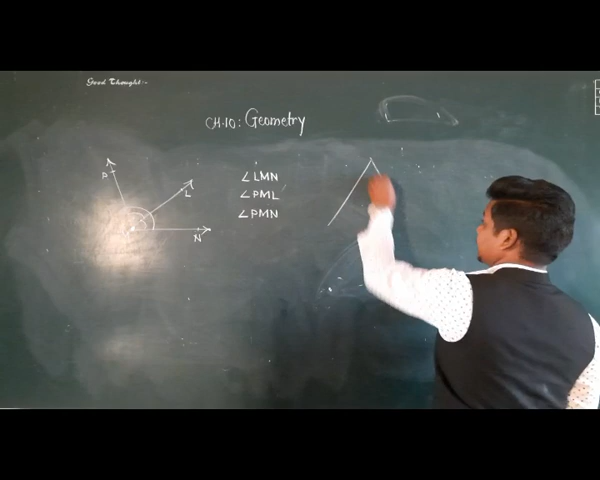 Good Thought:-
CH.10: Geometry
P
L
N
∠LMN
∠PML
∠PMN